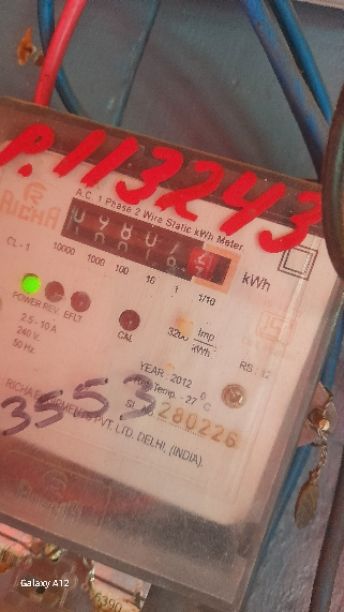 P.113243
RICHA
A.C. 1 Phase 2 Wire Static kWh Meter
CL - 1
10000 1000 100 10 1 1/10
kWh
POWER REV. EFLT
CAL
3200 Imp/kWh
2.5 - 10 A
240 V.
50 Hz.
YEAR - 2012
Temp. - 27 °C
3553
280226
PVT. LTD. DELHI, (INDIA).
Galaxy A12